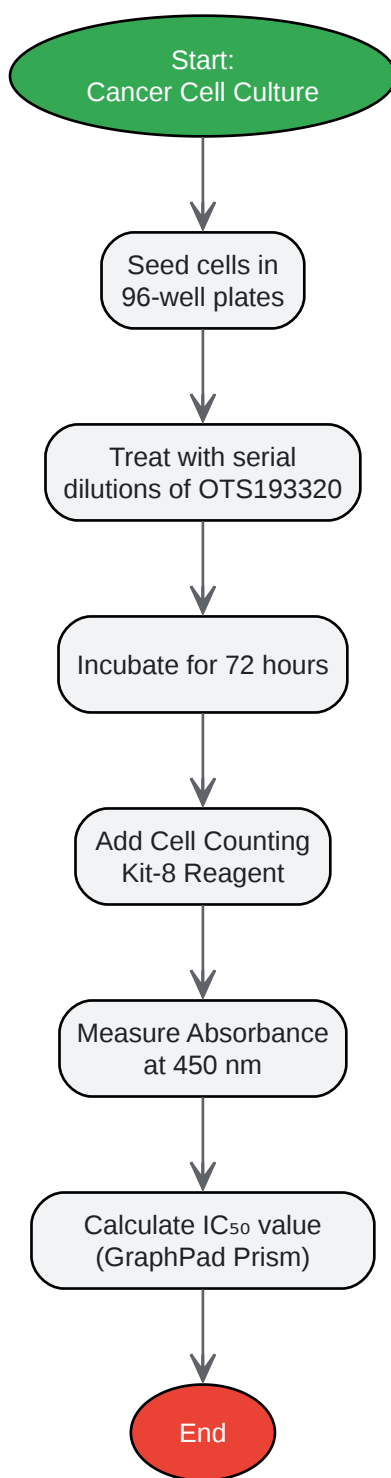 Start:
Cancer Cell Culture
Seed cells in
96-well plates
Treat with serial
dilutions of OTS193320
Incubate for 72 hours
Add Cell Counting
Kit-8 Reagent
Measure Absorbance
at 450 nm
Calculate IC₅₀ value
(GraphPad Prism)
End